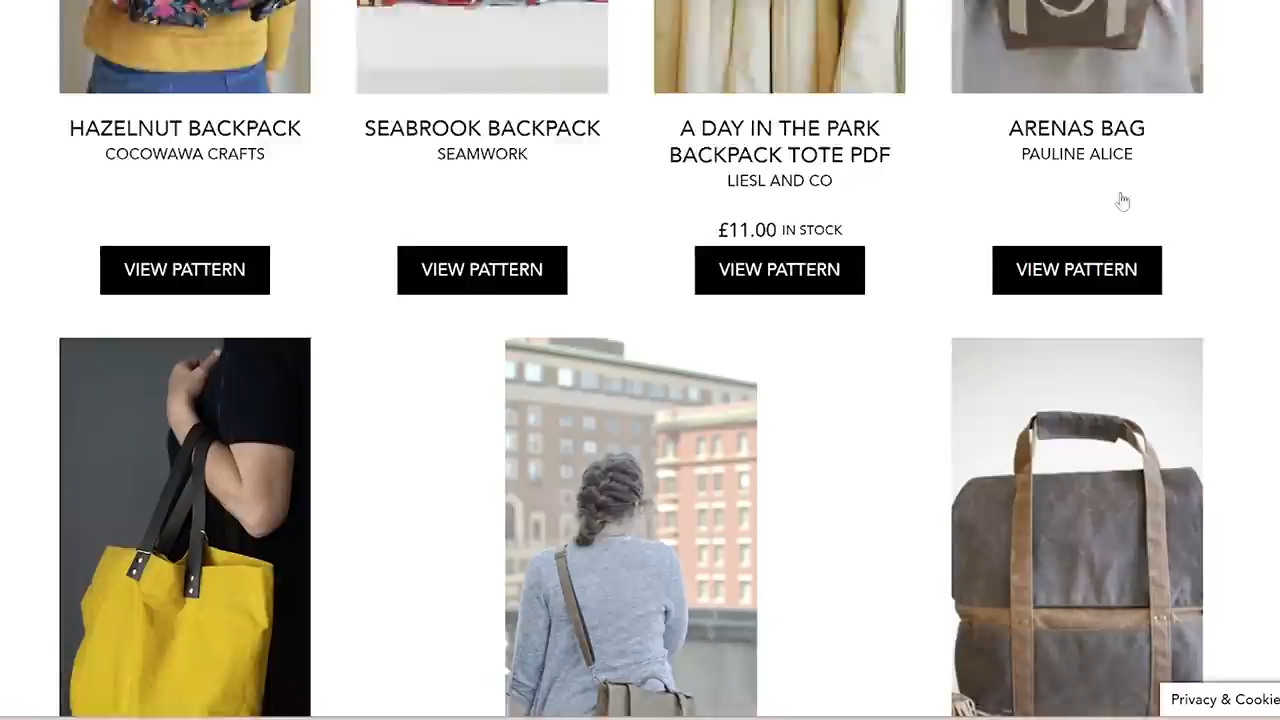 HAZELNUT BACKPACK
COCOWAWA CRAFTS
VIEW PATTERN
SEABROOK BACKPACK
SEAMWORK
VIEW PATTERN
A DAY IN THE PARK
BACKPACK TOTE PDF
LIESL AND CO
£11.00 IN STOCK
VIEW PATTERN
ARENAS BAG
PAULINE ALICE
VIEW PATTERN
Privacy & Cookie